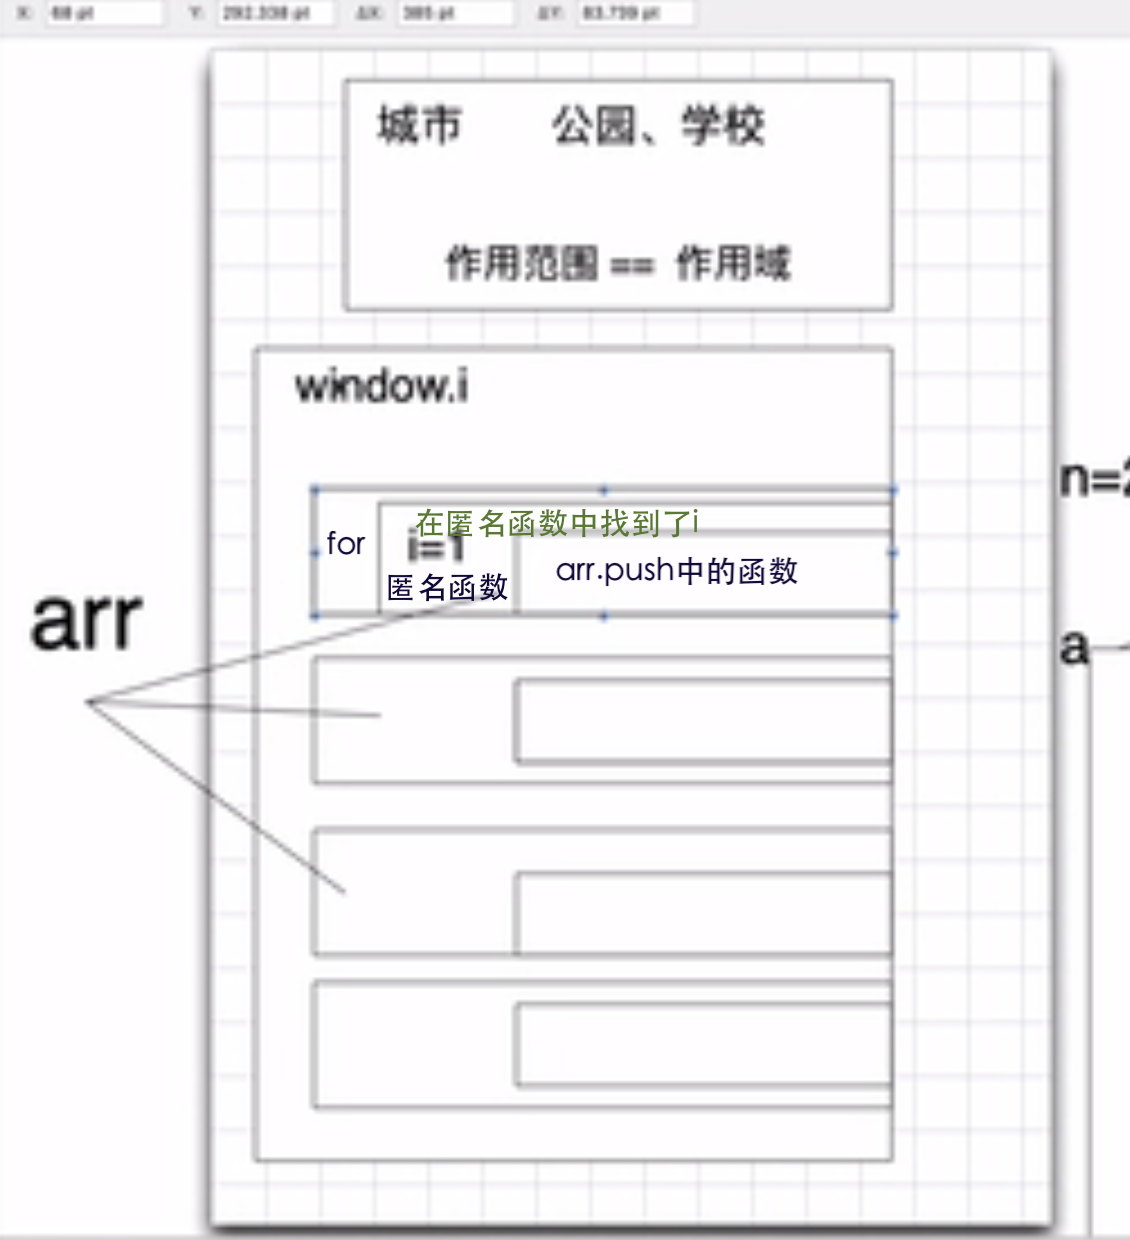 X: 68 pt Y: 292.338 pt ΔX: 385 pt ΔY: 83.739 pt
城市 公园、学校
作用范围 == 作用域
window.i
n=2
在匿名函数中找到了i
for i=1
arr.push中的函数
匿名函数
arr
a